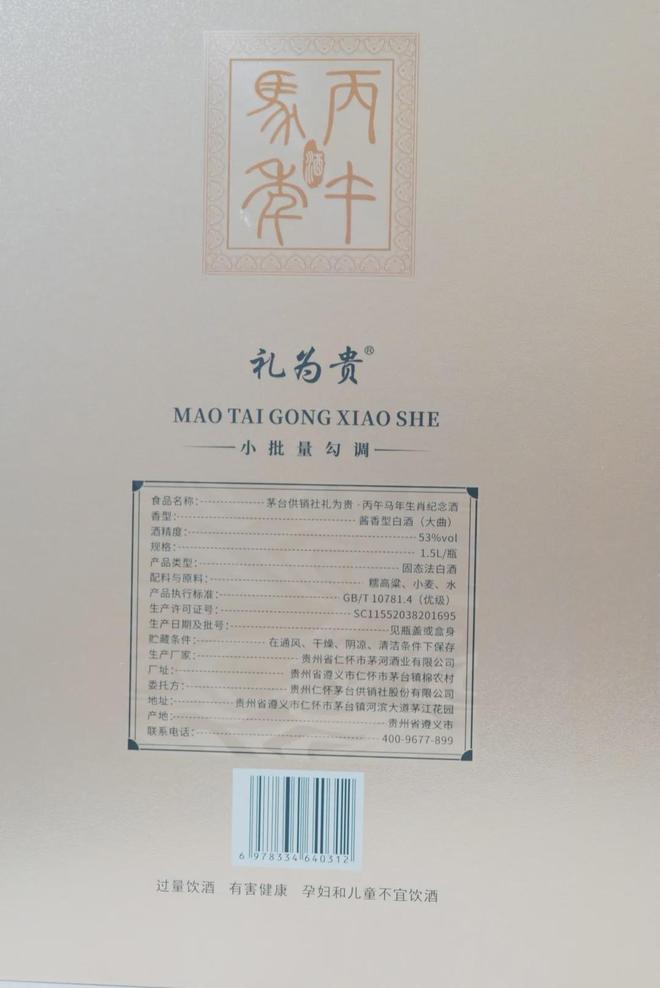 丙午
馬年
酒
礼为贵®
MAO TAI GONG XIAO SHE
小批量勾调
食品名称: 茅台供销社礼为贵·丙午马年生肖纪念酒
香型: 酱香型白酒（大曲）
酒精度: 53%vol
规格: 1.5L/瓶
产品类型: 固态法白酒
配料与原料: 糯高粱、小麦、水
产品执行标准: GB/T 10781.4（优级）
生产许可证号: SC11552038201695
生产日期及批号: 见瓶盖或盒身
贮藏条件: 在通风、干燥、阴凉、清洁条件下保存
生产厂家: 贵州省仁怀市茅河酒业有限公司
厂址: 贵州省遵义市仁怀市茅台镇棉农村
委托方: 贵州仁怀茅台供销社股份有限公司
地址: 贵州省遵义市仁怀市茅台镇河滨大道茅江花园
产地: 贵州省遵义市
联系电话: 400-9677-899
6 978334 640312
过量饮酒 有害健康 孕妇和儿童不宜饮酒